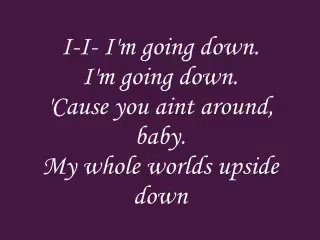 I-I- I'm going down.
I'm going down.
'Cause you aint around,
baby.
My whole worlds upside
down